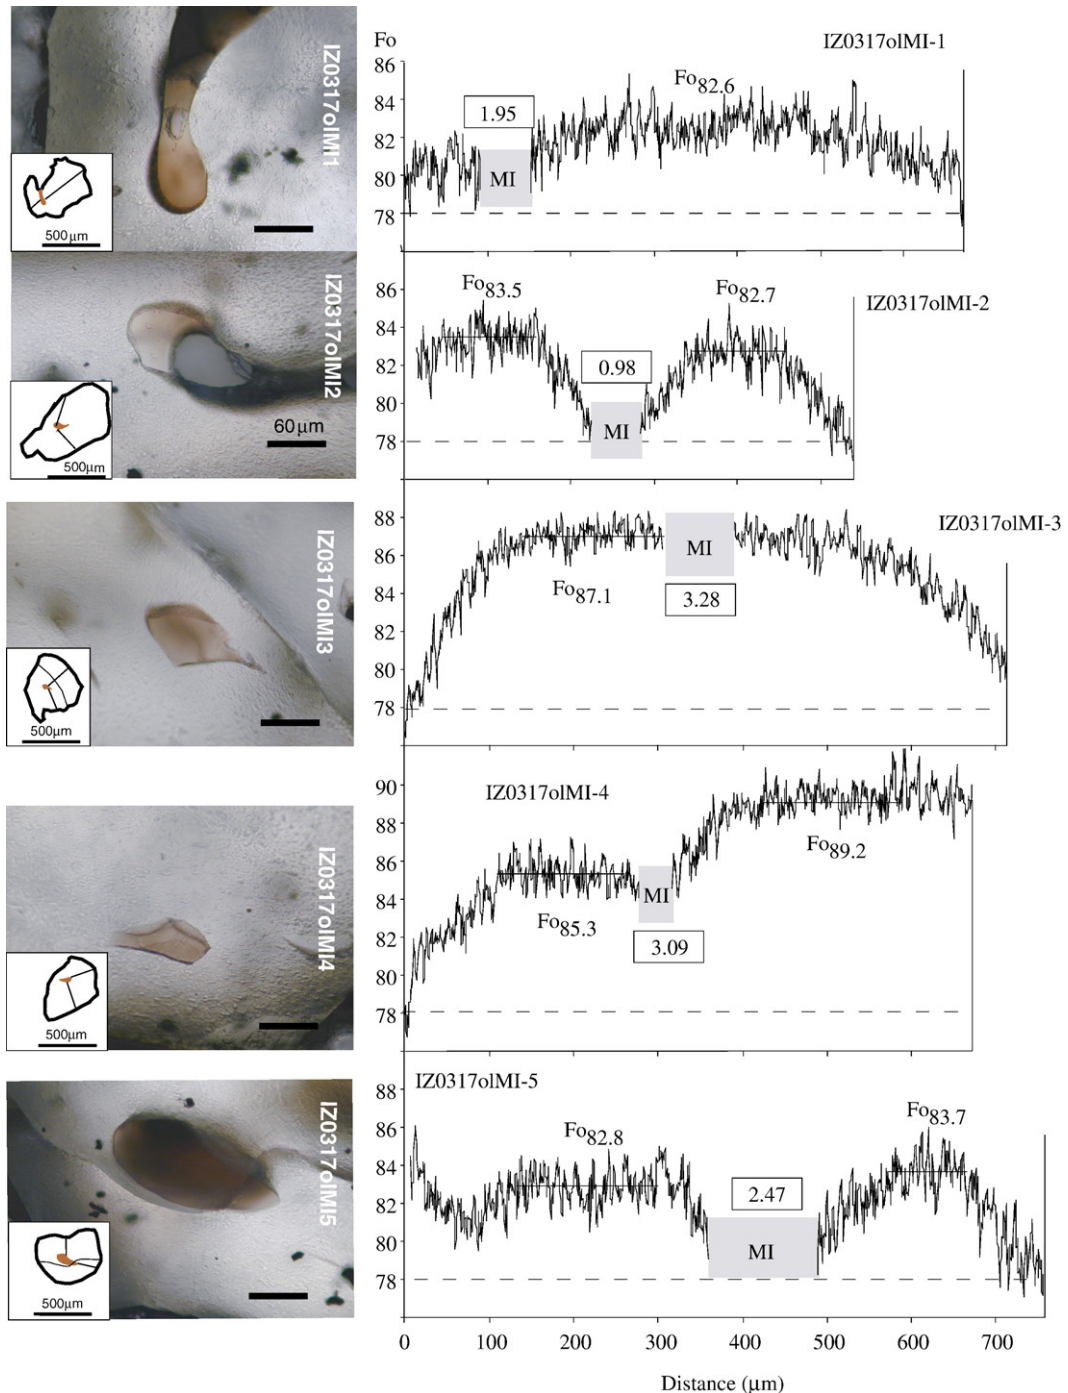 IZ0317olMI1
500µm
Fo
IZ0317olMI-1
86
84
82
80
78
1.95
Fo82.6
MI
IZ0317olMI2
60µm
500µm
IZ0317olMI-2
86
84
82
80
78
Fo83.5
Fo82.7
0.98
MI
IZ0317olMI3
500µm
IZ0317olMI-3
88
86
84
82
80
78
MI
Fo87.1
3.28
IZ0317olMI4
500µm
IZ0317olMI-4
90
88
86
84
82
80
78
Fo89.2
MI
Fo85.3
3.09
IZ0317olMI5
500µm
IZ0317olMI-5
88
86
84
82
80
78
Fo82.8
Fo83.7
2.47
MI
0 100 200 300 400 500 600 700
Distance (µm)